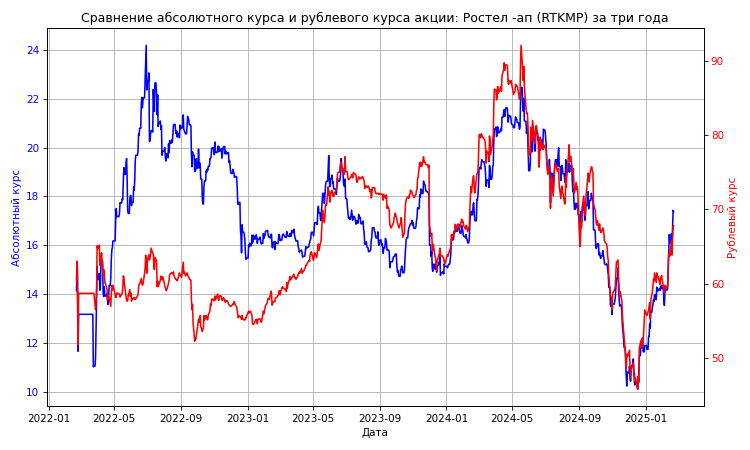 Сравнение абсолютного курса и рублевого курса акции: Ростел -ап (RTKMP) за три года
Абсолютный курс
24
22
20
18
16
14
12
10
90
80
70
60
50
Рублевый курс
2022-01 2022-05 2022-09 2023-01 2023-05 2023-09 2024-01 2024-05 2024-09 2025-01
Дата